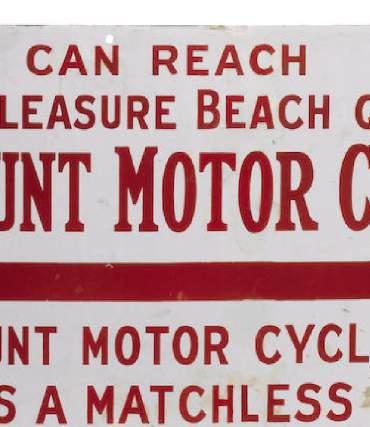 CAN REACH
LEASURE BEACH
UNT MOTOR C
UNT MOTOR CYCL
S A MATCHLESS